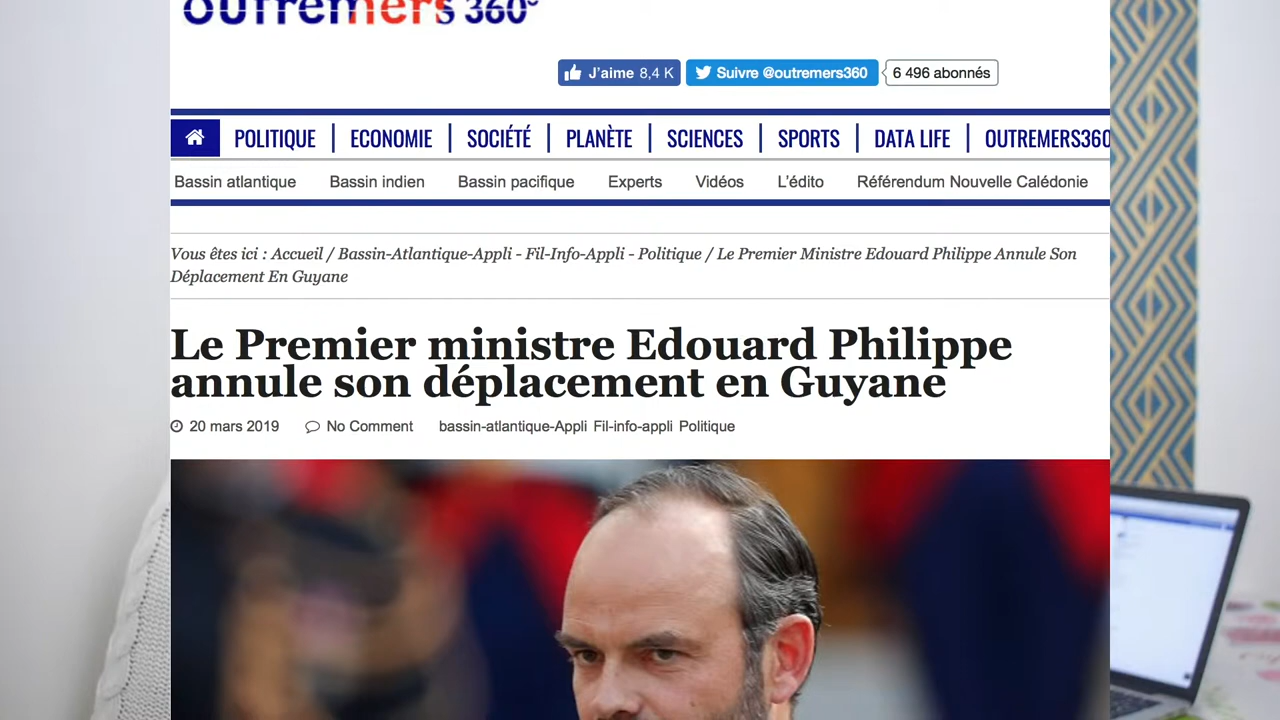 outremers 360°
J'aime 8,4 K
Suivre @outremers360
6 496 abonnés
POLITIQUE
ECONOMIE
SOCIÉTÉ
PLANÈTE
SCIENCES
SPORTS
DATA LIFE
OUTREMERS360
Bassin atlantique
Bassin indien
Bassin pacifique
Experts
Vidéos
L'édito
Référendum Nouvelle Calédonie
Vous êtes ici : Accueil / Bassin-Atlantique-Appli - Fil-Info-Appli - Politique / Le Premier Ministre Edouard Philippe Annule Son
Déplacement En Guyane
Le Premier ministre Edouard Philippe
annule son déplacement en Guyane
20 mars 2019
No Comment
bassin-atlantique-Appli Fil-info-appli Politique